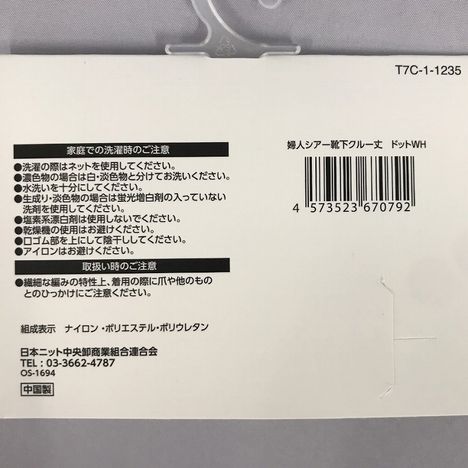 T7C-1-1235
家庭での洗濯時のご注意
●洗濯の際はネットを使用してください。
●濃色物の場合は白・淡色物と分けてお洗いください。
●水洗いを十分にしてください。
●生成り・淡色物の場合は蛍光増白剤の入っていない
洗剤を使用してください。
●塩素系漂白剤は使用しないでください。
●乾燥機の使用はお避けください。
●口ゴム部を上にして陰干ししてください。
●アイロンはお避けください。
取扱い時のご注意
●繊細な編みの特性上、着用の際に爪や他のもの
とのひっかけにご注意ください。
組成表示 ナイロン・ポリエステル・ポリウレタン
日本ニット中央卸商業組合連合会
TEL : 03-3662-4787
OS-1694
中国製
婦人シアー靴下クルー丈 ドットWH
4 573523 670792